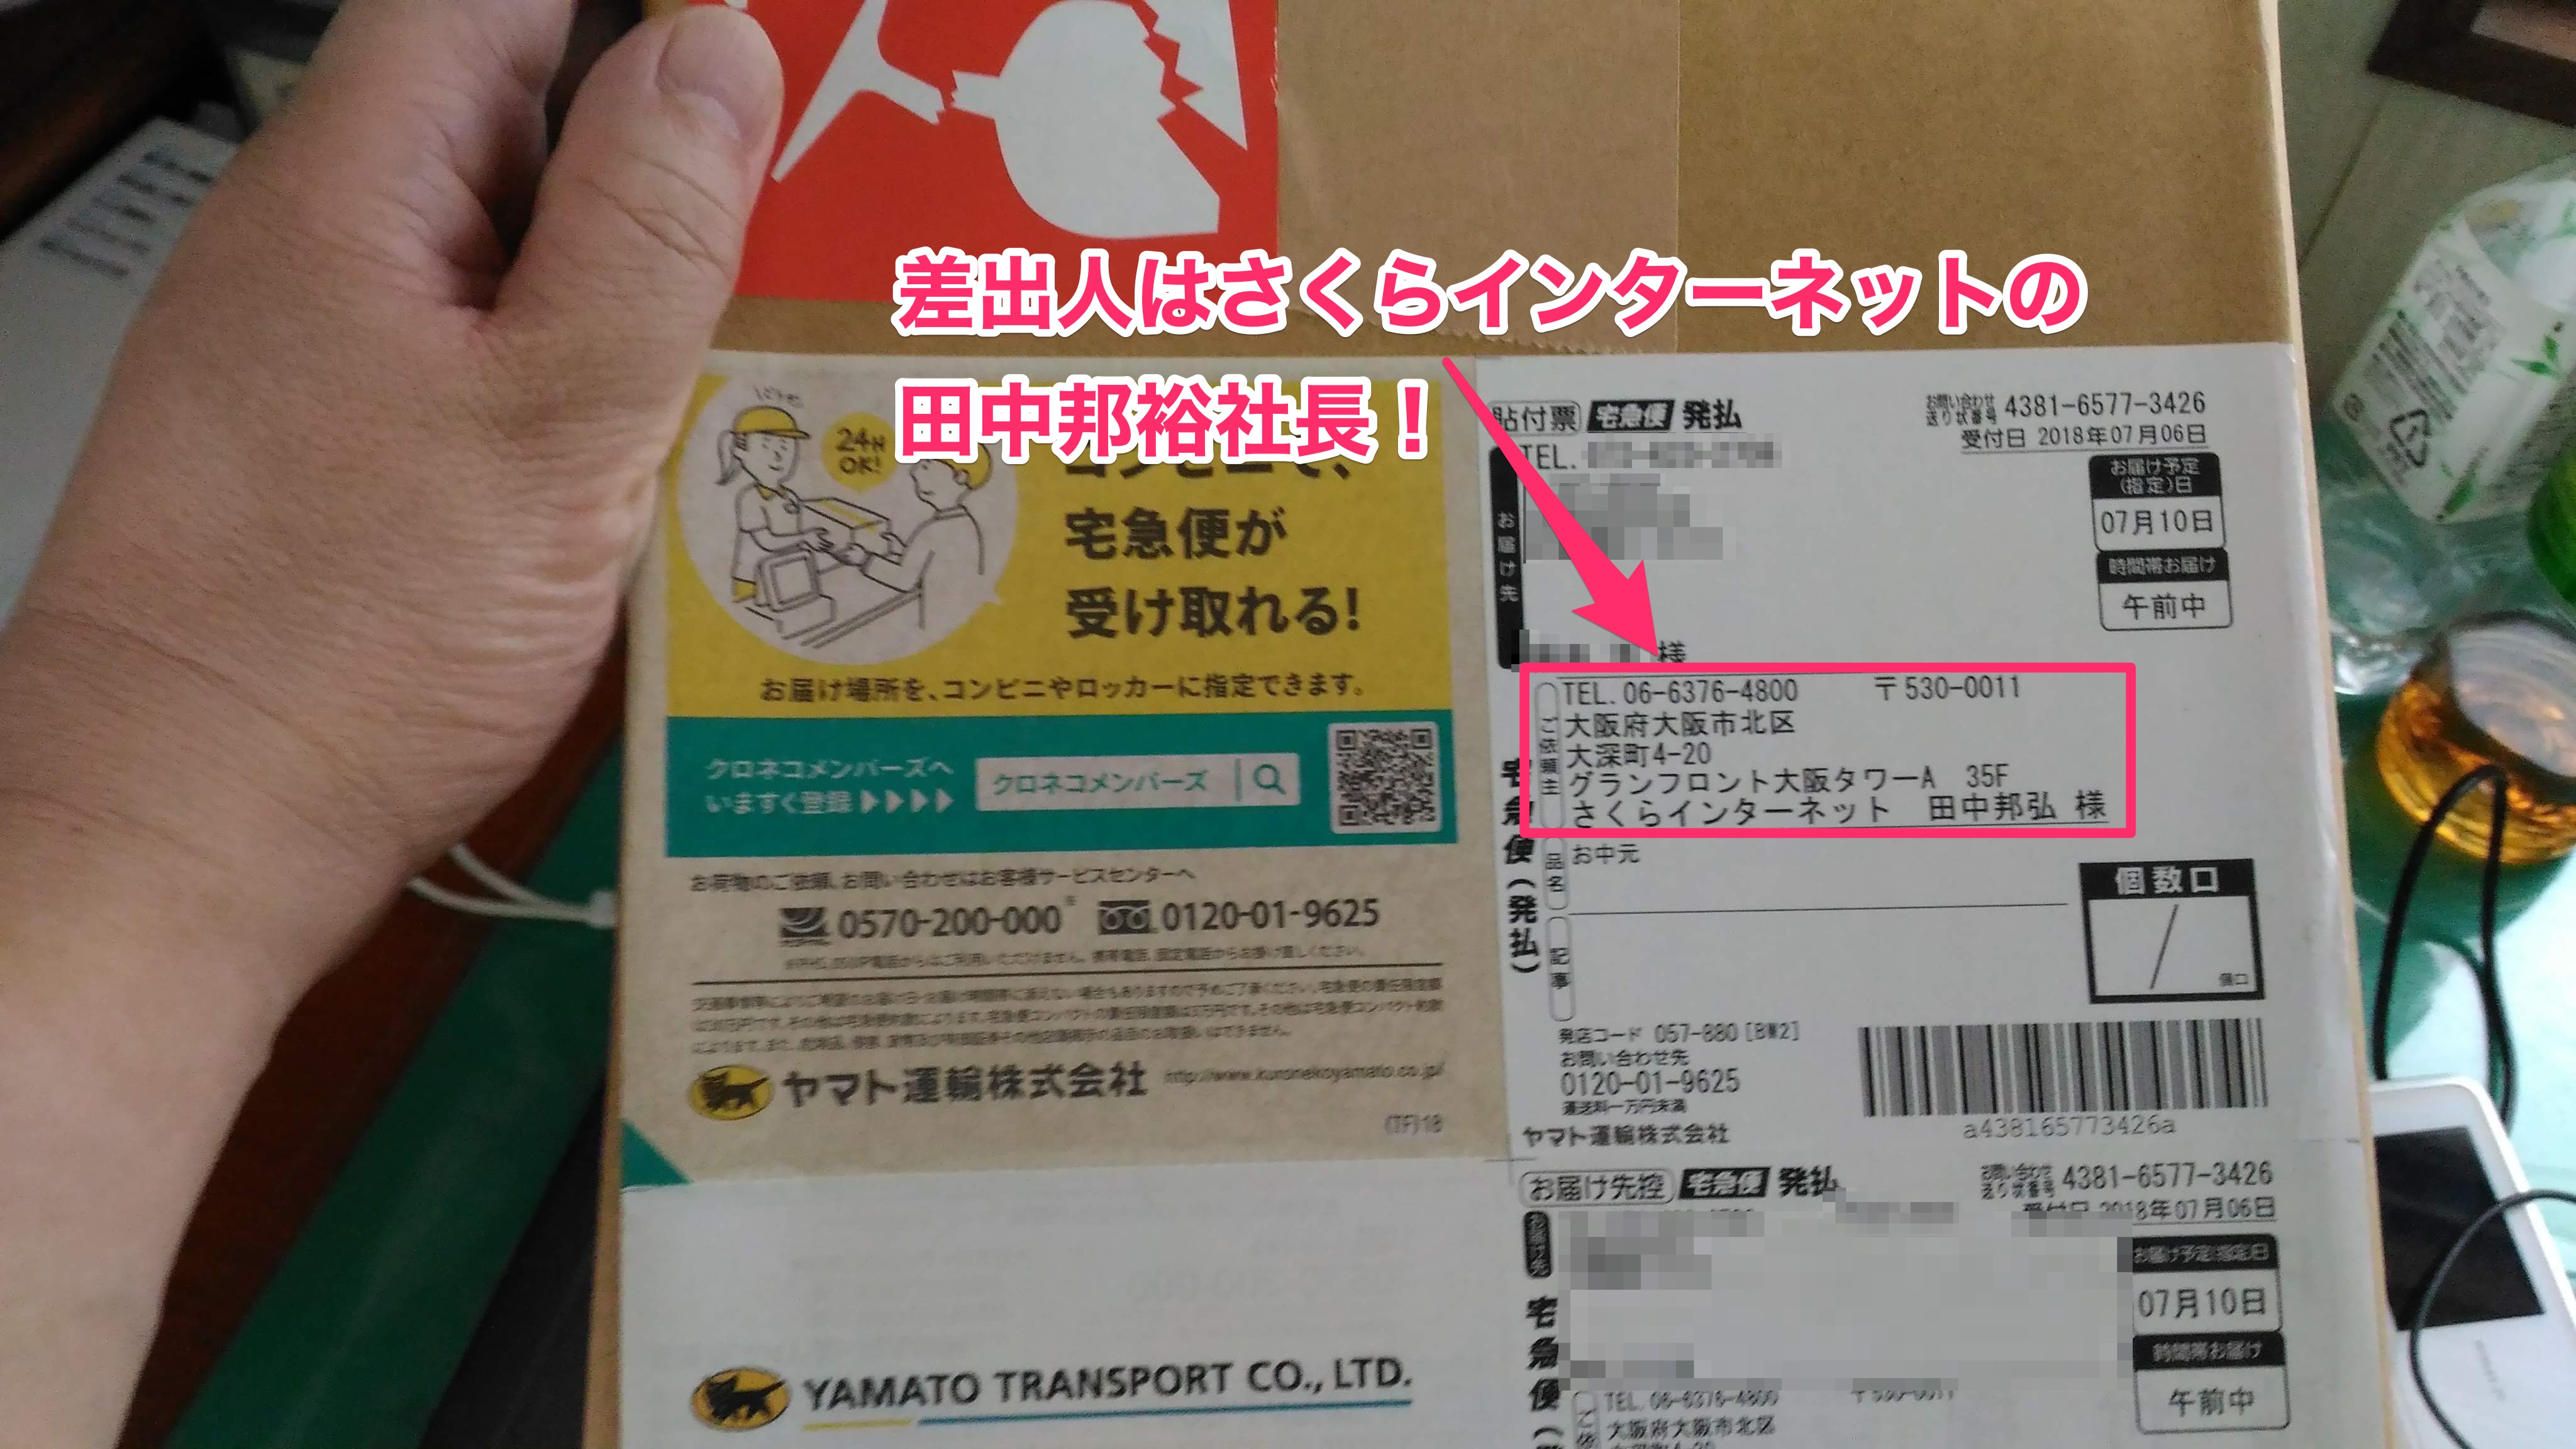 差出人はさくらインターネットの
田中邦裕社長！
24H
OK!
宅急便が
受け取れる!
お届け場所を、コンビニやロッカーに指定できます。
クロネコメンバーズへ
いますぐ登録
クロネコメンバーズ
お荷物のご依頼、お問い合わせはお客様サービスセンターへ
0570-200-000 0120-01-9625
ヤマト運輸株式会社 http://www.kuronekoyamato.co.jp/
(TF)18
YAMATO TRANSPORT CO., LTD.
貼付票 宅急便 発払
お問い合わせ
送り状番号 4381-6577-3426
受付日 2018年07月06日
TEL.
お届け先
お届け予定
(指定)日
07月10日
時間帯お届け
午前中
様
ご依頼主
TEL. 06-6376-4800 〒530-0011
大阪府大阪市北区
大深町4-20
グランフロント大阪タワーA 35F
さくらインターネット 田中邦弘 様
宅急便(発払)
品名
お中元
記事
個数口
/
個口
発店コード 057-880 [BW2]
お問い合わせ先
0120-01-9625
運送料一万円未満
ヤマト運輸株式会社
a438165773426a
お届け先控 宅急便 発払
お問い合わせ
送り状番号 4381-6577-3426
受付日 2018年07月06日
お届け先
お届け予定(指定)日
07月10日
時間帯お届け
午前中
宅急便(
TEL. 06-6376-4800 〒530-0011
大阪府大阪市北区